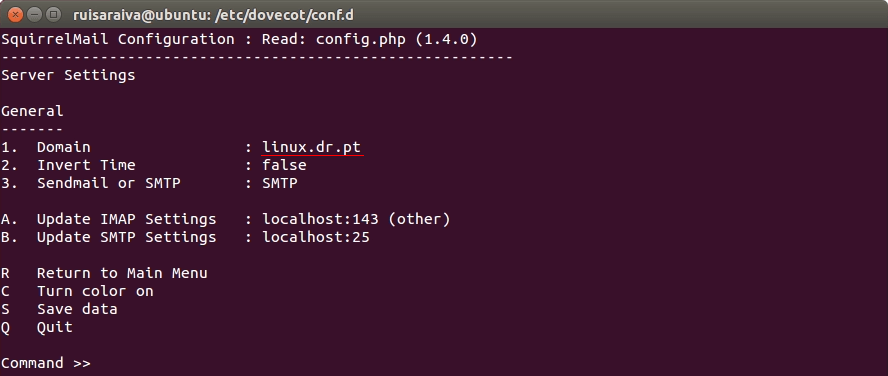 ruisaraiva@ubuntu: /etc/dovecot/conf.d
SquirrelMail Configuration : Read: config.php (1.4.0)
---------------------------------------------------------
Server Settings
General
-------
1.  Domain                 : linux.dr.pt
2.  Invert Time            : false
3.  Sendmail or SMTP       : SMTP
A.  Update IMAP Settings   : localhost:143 (other)
B.  Update SMTP Settings   : localhost:25
R   Return to Main Menu
C   Turn color on
S   Save data
Q   Quit
Command >>